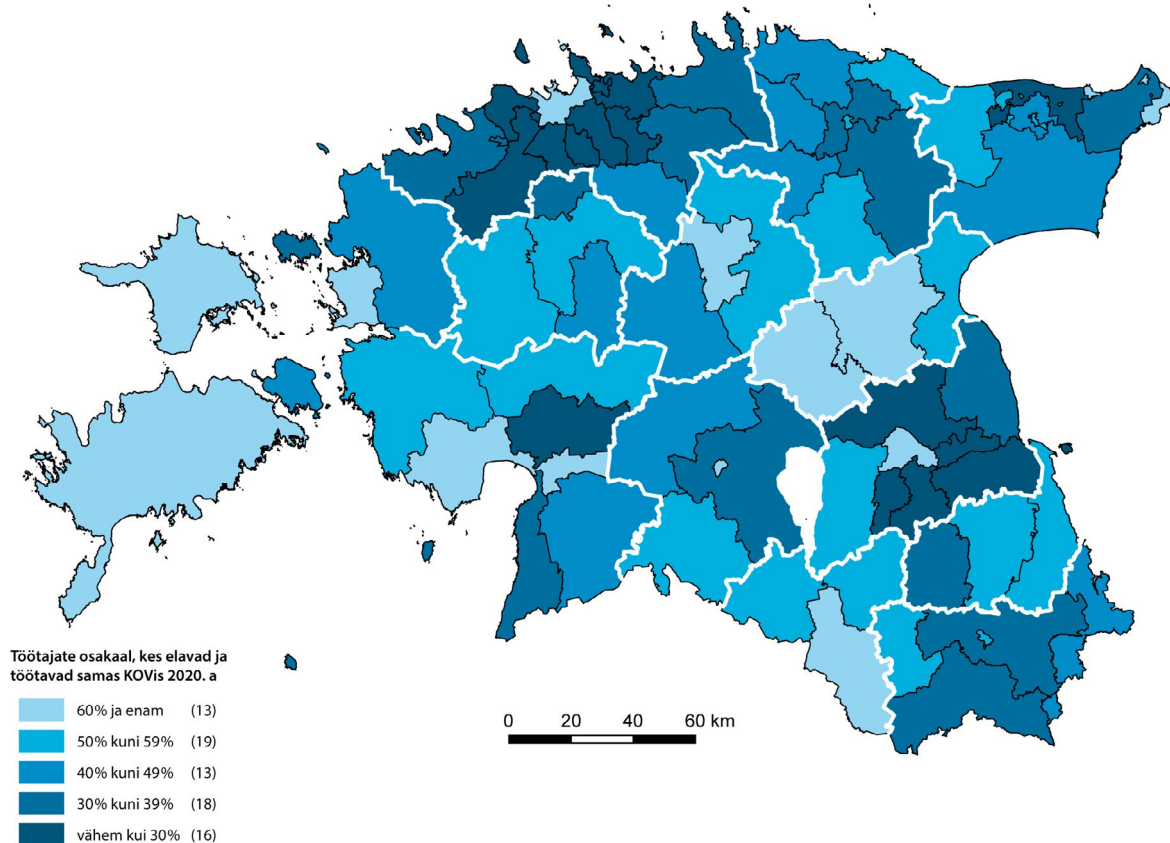 Töötajate osakaal, kes elavad ja
töötavad samas KOVis 2020. a
60% ja enam (13)
50% kuni 59% (19)
40% kuni 49% (13)
30% kuni 39% (18)
vähem kui 30% (16)
0 20 40 60 km